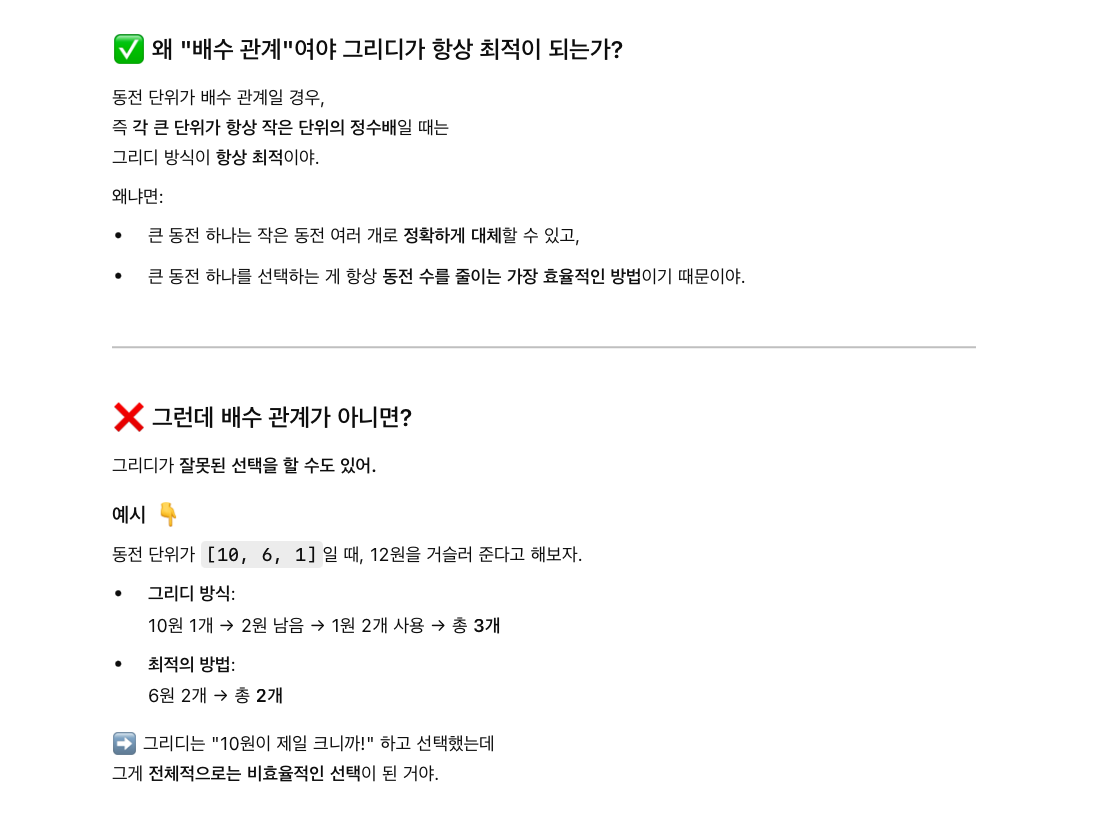 ✅ 왜 "배수 관계"여야 그리디가 항상 최적이 되는가?
동전 단위가 배수 관계일 경우,
즉 각 큰 단위가 항상 작은 단위의 정수배일 때는
그리디 방식이 항상 최적이야.
왜냐면:
• 큰 동전 하나는 작은 동전 여러 개로 정확하게 대체할 수 있고,
• 큰 동전 하나를 선택하는 게 항상 동전 수를 줄이는 가장 효율적인 방법이기 때문이야.
❌ 그런데 배수 관계가 아니면?
그리디가 잘못된 선택을 할 수도 있어.
예시 👇
동전 단위가 [10, 6, 1]일 때, 12원을 거슬러 준다고 해보자.
• 그리디 방식:
10원 1개 → 2원 남음 → 1원 2개 사용 → 총 3개
• 최적의 방법:
6원 2개 → 총 2개
➡️ 그리디는 "10원이 제일 크니까!" 하고 선택했는데
그게 전체적으로는 비효율적인 선택이 된 거야.